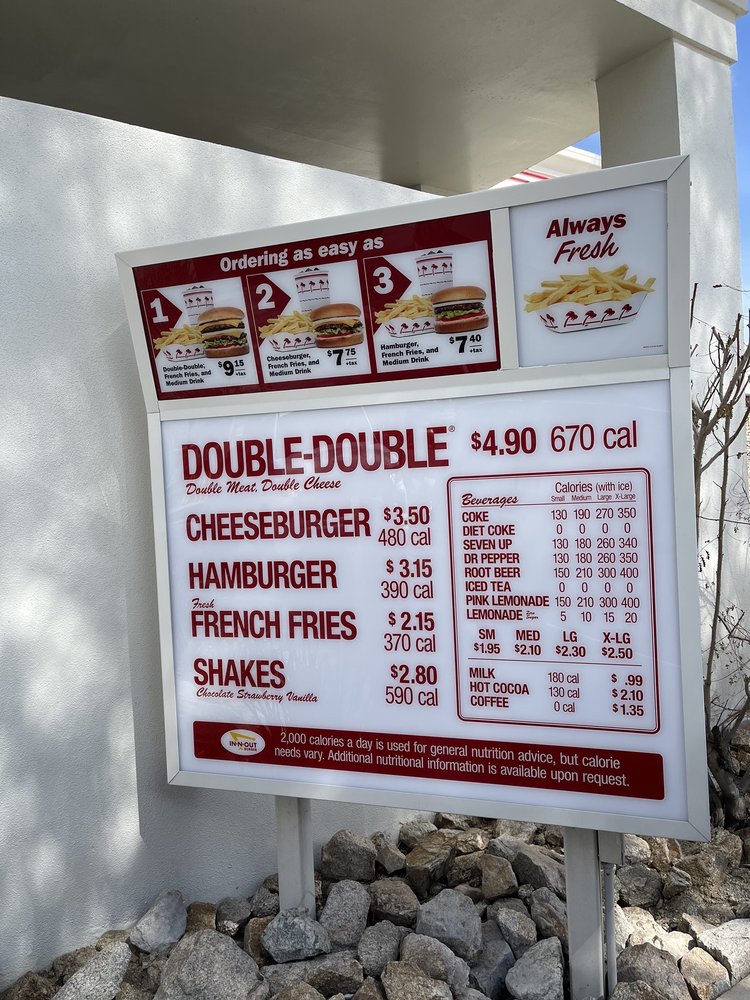 Ordering as easy as
1
Double-Double,
French Fries, and
Medium Drink
$9 15
+tax
2
Cheeseburger,
French Fries, and
Medium Drink
$7 75
+tax
3
Hamburger,
French Fries, and
Medium Drink
$7 40
+tax
Always
Fresh
DOUBLE-DOUBLE® $4.90 670 cal
Double Meat, Double Cheese
CHEESEBURGER $3.50
480 cal
HAMBURGER $3.15
390 cal
Fresh
FRENCH FRIES $2.15
370 cal
SHAKES $2.80
Chocolate Strawberry Vanilla 590 cal
Beverages Calories (with ice)
Small Medium Large X-Large
COKE 130 190 270 350
DIET COKE 0 0 0 0
SEVEN UP 130 180 260 340
DR PEPPER 130 180 260 350
ROOT BEER 150 210 300 400
ICED TEA 0 0 0 0
PINK LEMONADE 150 210 300 400
LEMONADE Zero Sugar 5 10 15 20
SM MED LG X-LG
$1.95 $2.10 $2.30 $2.50
MILK 180 cal $ .99
HOT COCOA 130 cal $2.10
COFFEE 0 cal $1.35
IN-N-OUT
BURGER
2,000 calories a day is used for general nutrition advice, but calorie
needs vary. Additional nutritional information is available upon request.